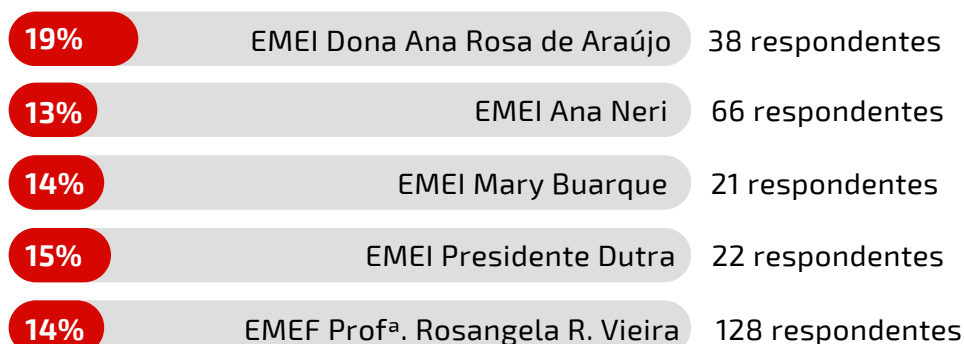 19% EMEI Dona Ana Rosa de Araújo 38 respondentes
13% EMEI Ana Neri 66 respondentes
14% EMEI Mary Buarque 21 respondentes
15% EMEI Presidente Dutra 22 respondentes
14% EMEF Profª. Rosangela R. Vieira 128 respondentes